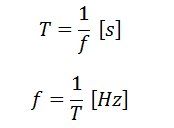 T = 1/f [s]
f = 1/T [Hz]